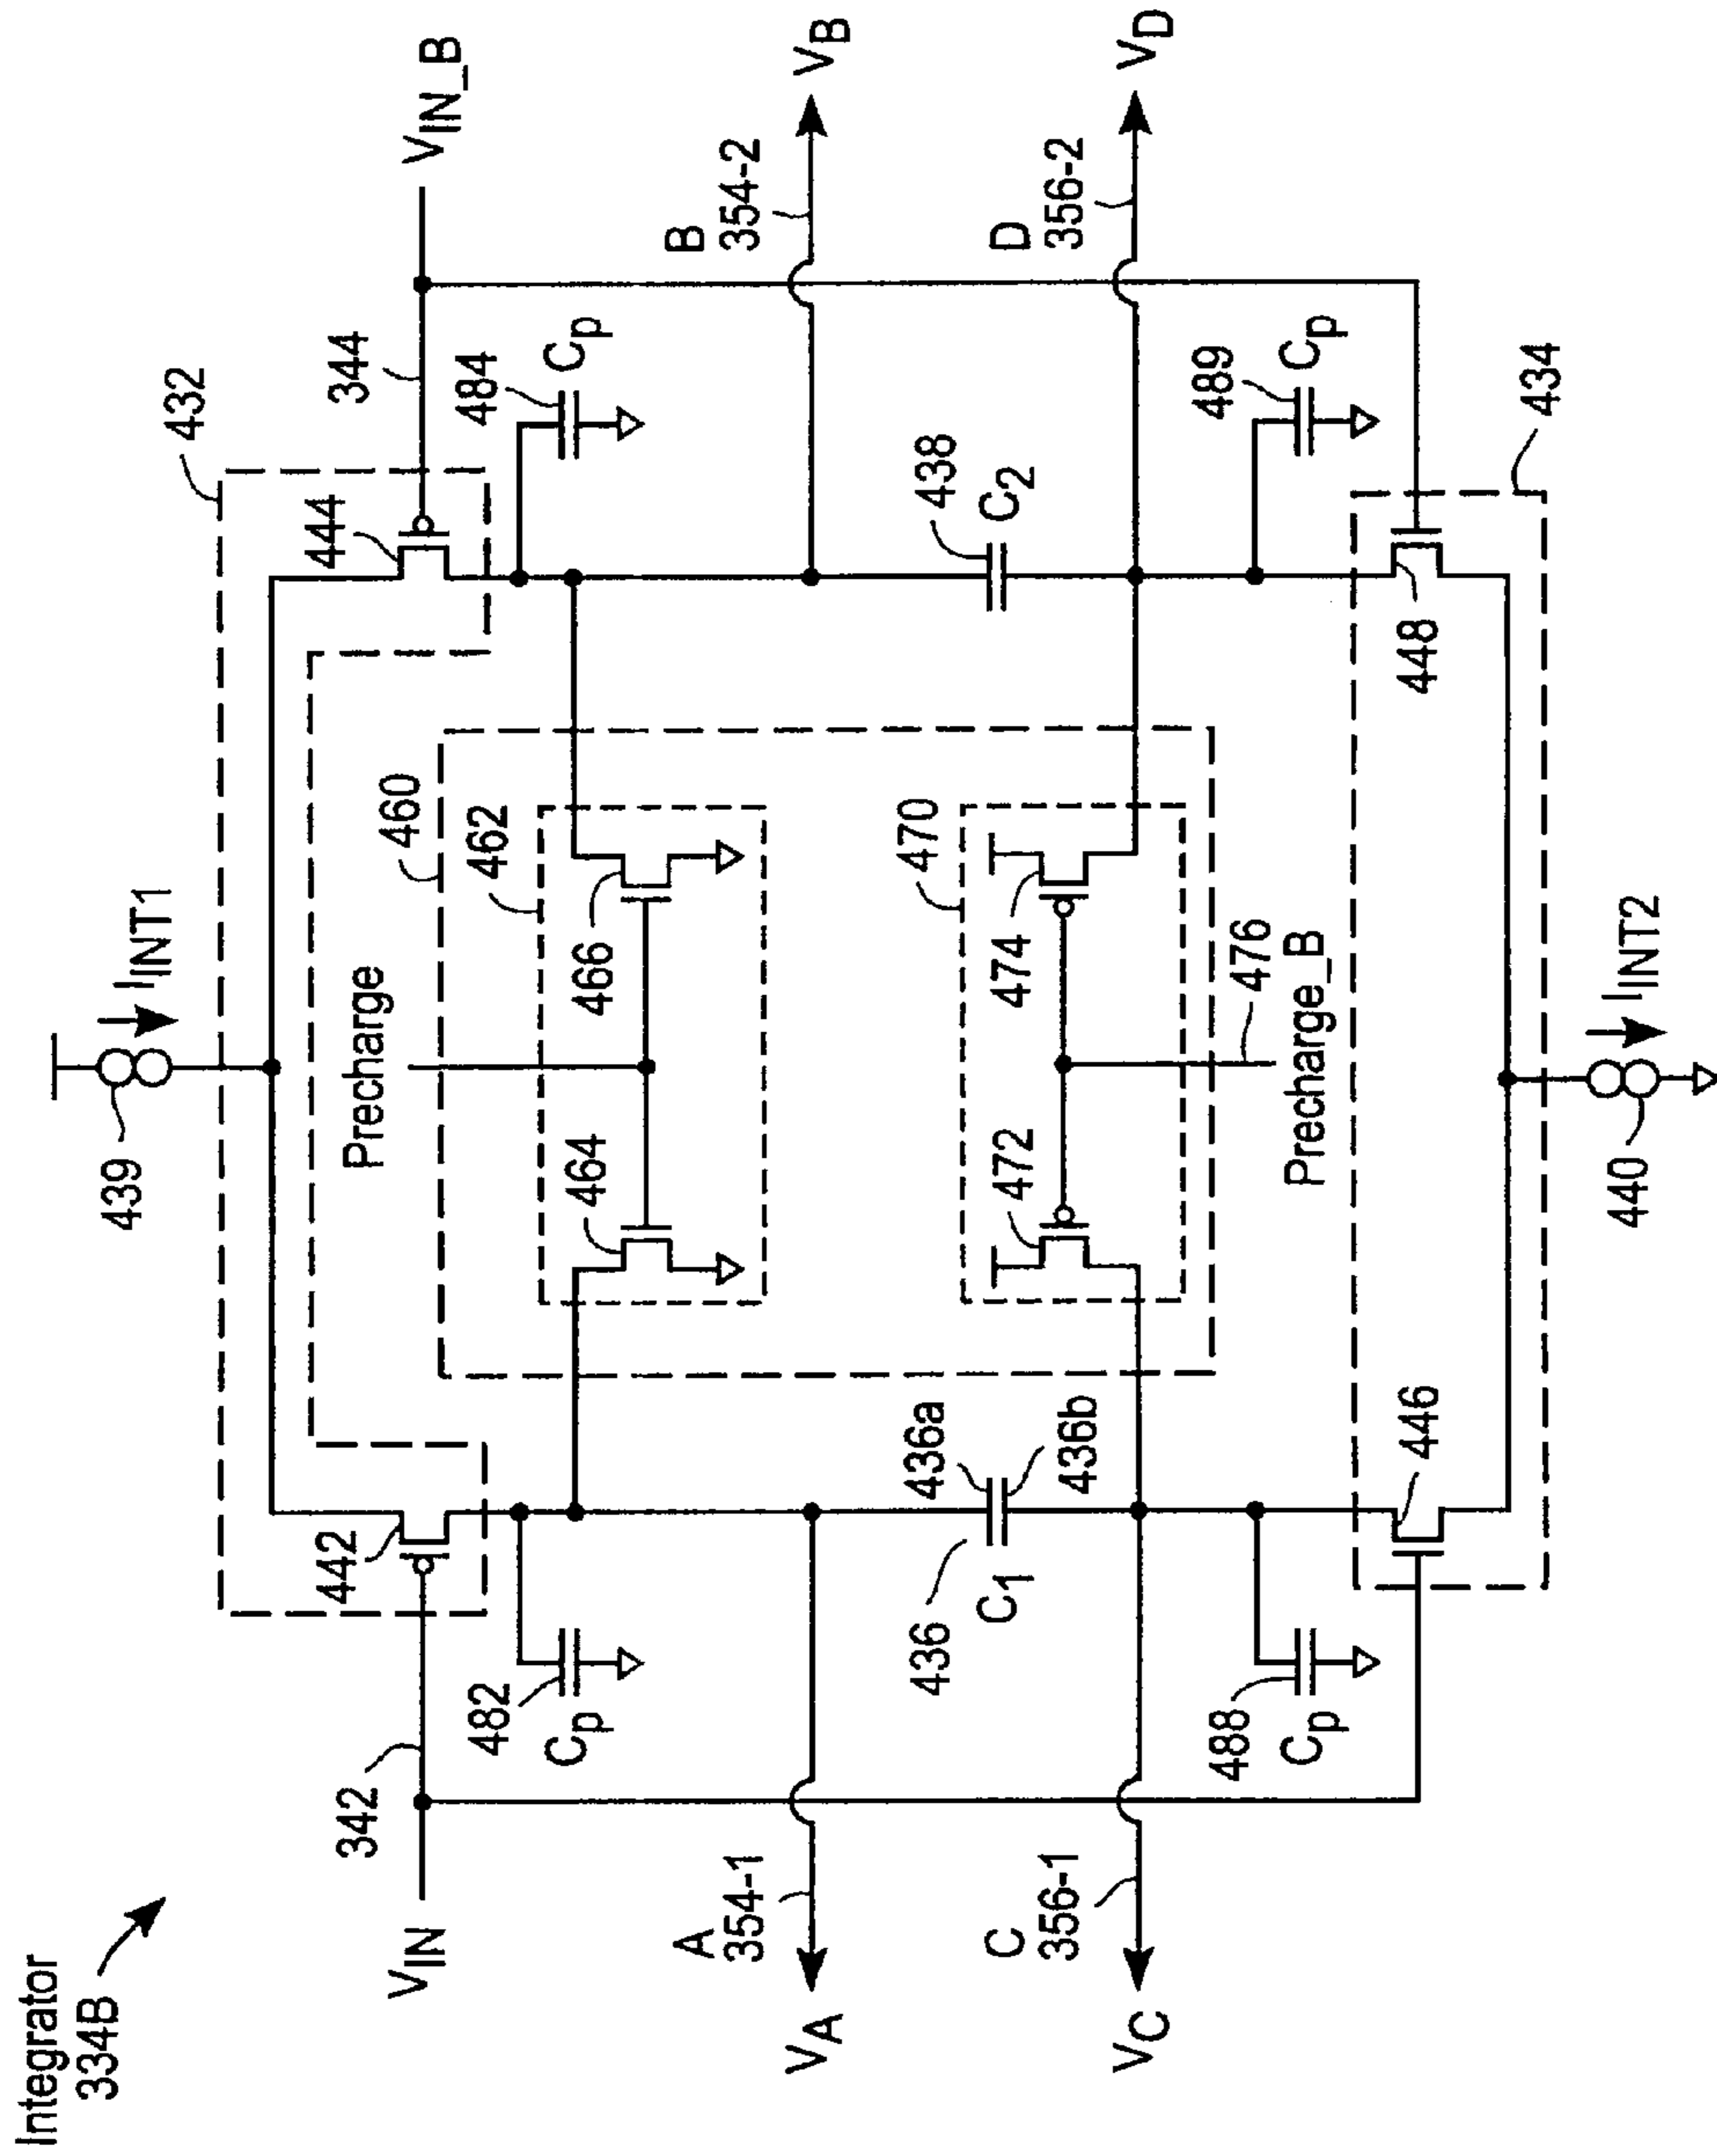 Integrator
334B
439
I_INT1
432
V_IN
342
442
444
344
V_IN_B
Precharge
460
482
C_p
464
466
462
484
C_p
A
354-1
V_A
B
354-2
V_B
436
C_1
436a
436b
438
C_2
470
472
474
C
356-1
V_C
D
356-2
V_D
476
Precharge_B
488
C_p
489
C_p
446
448
434
440
I_INT2